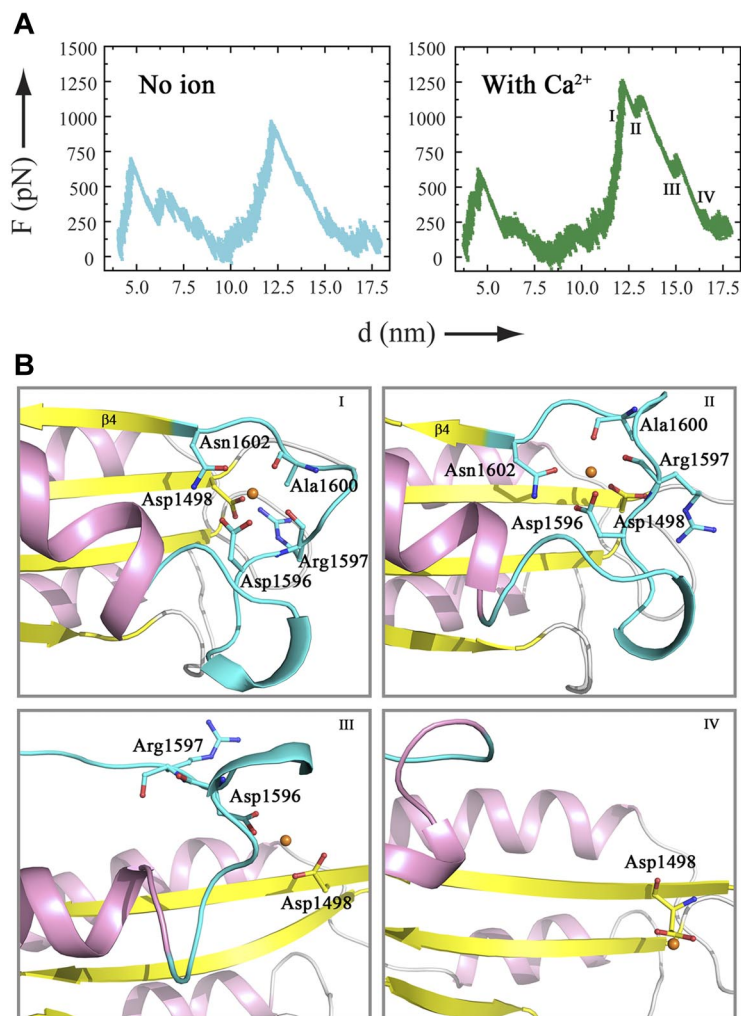 A
No ion
With Ca²⁺
1500
1250
1000
750
500
250
0
F (pN)
5.0 7.5 10.0 12.5 15.0 17.5
1500
1250
1000
750
500
250
0
I
II
III
IV
5.0 7.5 10.0 12.5 15.0 17.5
d (nm)
B
I
β4
Asn1602
Ala1600
Asp1498
Arg1597
Asp1596
II
Ala1600
β4
Arg1597
Asn1602
Asp1596
Asp1498
III
Arg1597
Asp1596
Asp1498
IV
Asp1498